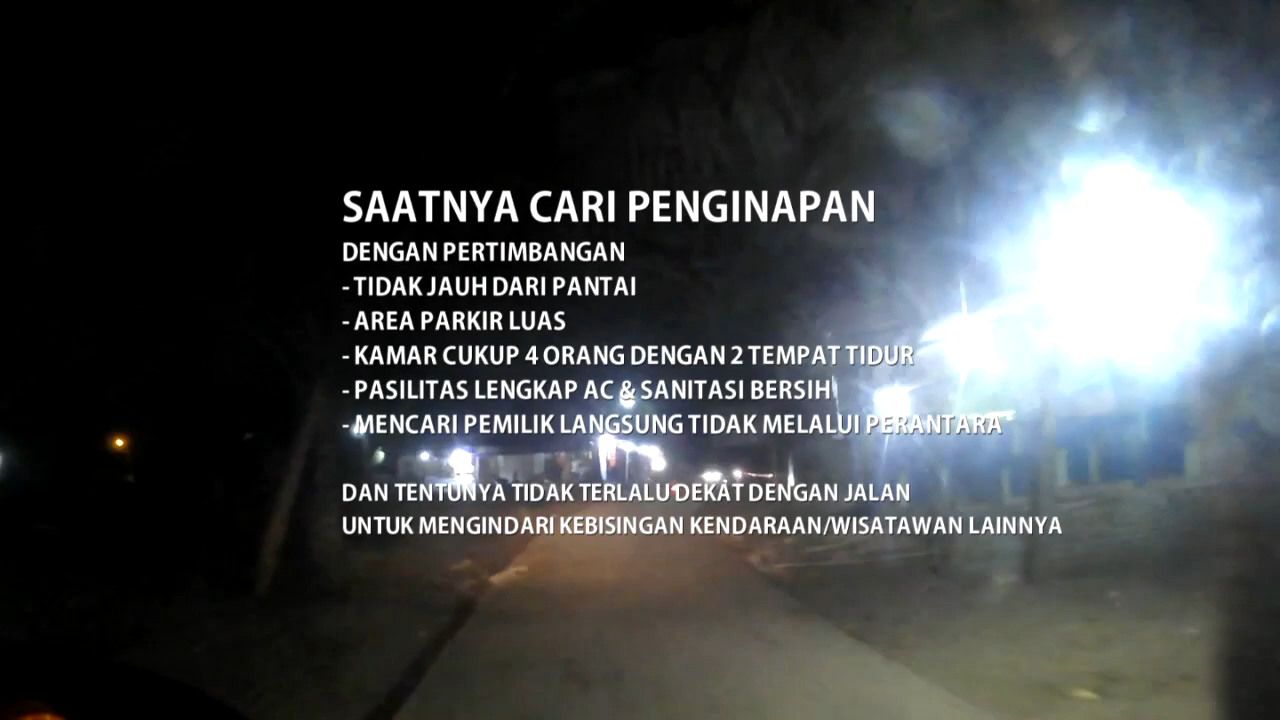 SAATNYA CARI PENGINAPAN
DENGAN PERTIMBANGAN
- TIDAK JAUH DARI PANTAI
- AREA PARKIR LUAS
- KAMAR CUKUP 4 ORANG DENGAN 2 TEMPAT TIDUR
- PASILITAS LENGKAP AC & SANITASI BERSIH
- MENCARI PEMILIK LANGSUNG TIDAK MELALUI PERANTARA
DAN TENTUNYA TIDAK TERLALU DEKAT DENGAN JALAN
UNTUK MENGINDARI KEBISINGAN KENDARAAN/WISATAWAN LAINNYA